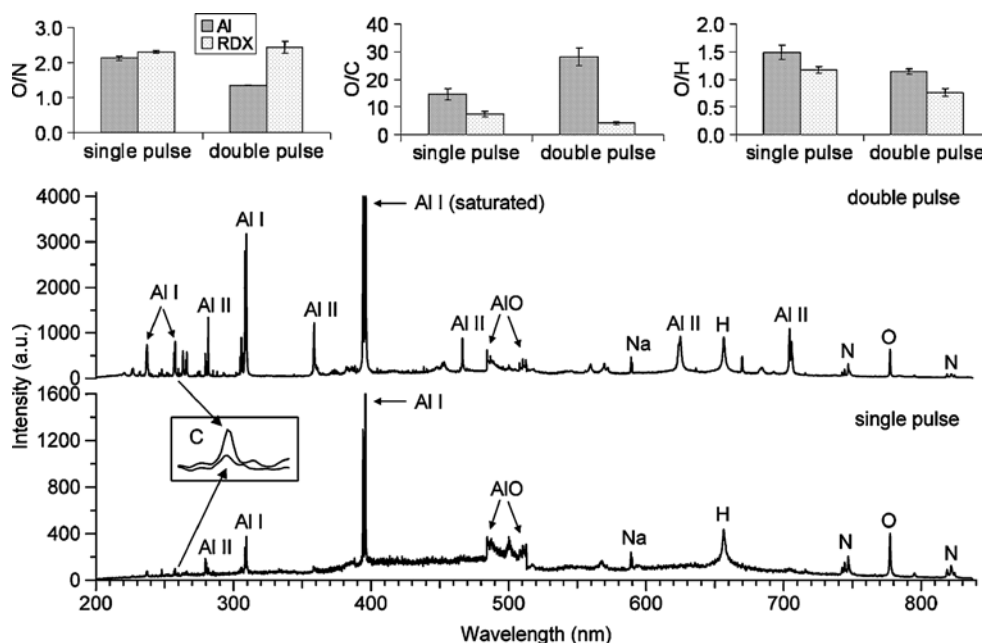 O/N
3.0
2.0
1.0
0.0
Al
RDX
single pulse
double pulse
O/C
40
30
20
10
0
single pulse
double pulse
O/H
2.0
1.5
1.0
0.5
0.0
single pulse
double pulse
4000
3000
2000
1000
0
Al I
Al II
Al I
Al II
Al I (saturated)
Al II
AlO
Na
Al II
H
Al II
N
O
N
double pulse
Intensity (a.u.)
1600
1200
800
400
0
C
Al II
Al I
Al I
AlO
Na
H
N
O
N
single pulse
200
300
400
500
600
700
800
Wavelength (nm)